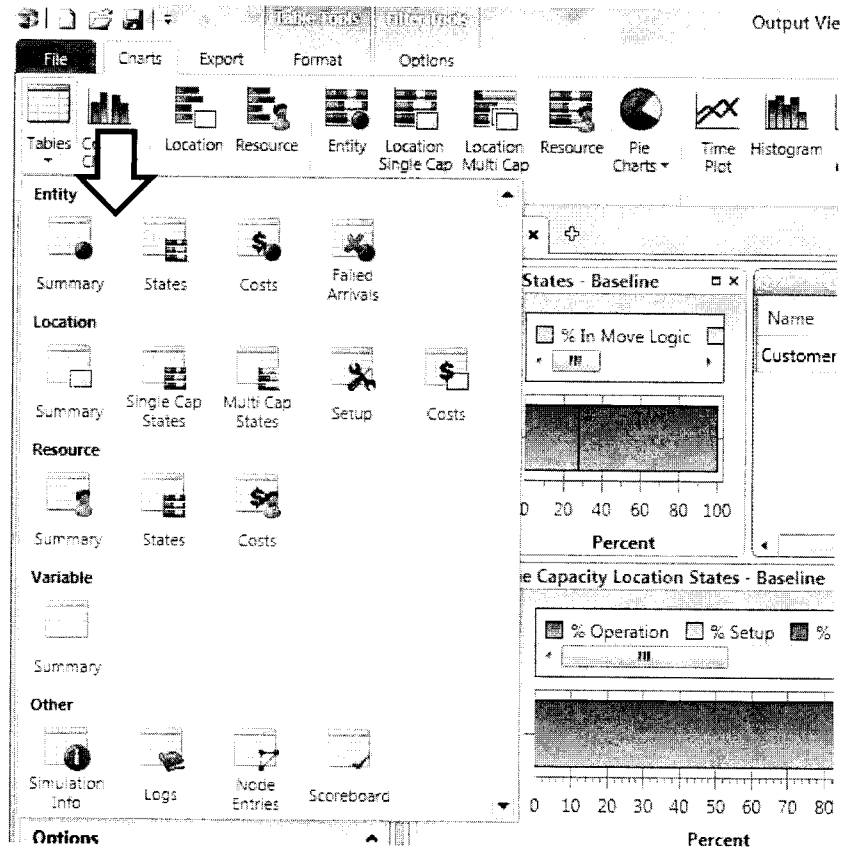 Table Tools Filter Tools
Output Vie
File Charts Export Format Options
Tables
Location
Resource
Entity
Location Single Cap
Location Multi Cap
Resource
Pie Charts
Time Plot
Histogram
Entity
Summary
States
Costs
Failed Arrivals
Location
Summary
Single Cap States
Multi Cap States
Setup
Costs
Resource
Summary
States
Costs
Variable
Summary
Other
Simulation Info
Logs
Node Entries
Scoreboard
Options
States - Baseline
% In Move Logic
0 20 40 60 80 100
Percent
Name
Customer
e Capacity Location States - Baseline
% Operation % Setup %
0 10 20 30 40 50 60 70 80
Percent